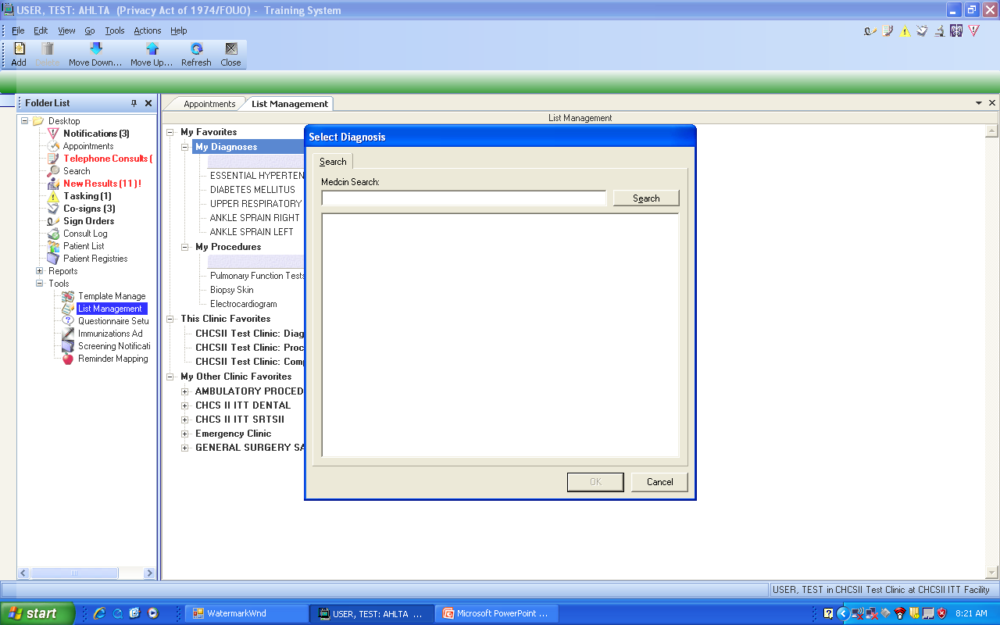 USER, TEST: AHLTA (Privacy Act of 1974/FOUO) - Training System
File Edit View Go Tools Actions Help
Add Delete Move Down... Move Up... Refresh Close
Folder List
Desktop
Notifications (3)
Appointments
Telephone Consults (
Search
New Results (11) !
Tasking (1)
Co-signs (3)
Sign Orders
Consult Log
Patient List
Patient Registries
Reports
Tools
Template Manage
List Management
Questionnaire Setu
Immunizations Ad
Screening Notificati
Reminder Mapping
Appointments List Management
List Management
My Favorites
My Diagnoses
ESSENTIAL HYPERTEN
DIABETES MELLITUS
UPPER RESPIRATORY
ANKLE SPRAIN RIGHT
ANKLE SPRAIN LEFT
My Procedures
Pulmonary Function Tests
Biopsy Skin
Electrocardiogram
This Clinic Favorites
CHCSII Test Clinic: Diag
CHCSII Test Clinic: Proc
CHCSII Test Clinic: Comp
My Other Clinic Favorites
AMBULATORY PROCED
CHCS II ITT DENTAL
CHCS II ITT SRTSII
Emergency Clinic
GENERAL SURGERY SA
Select Diagnosis
Search
Medcin Search:
Search
OK Cancel
USER, TEST in CHCSII Test Clinic at CHCSII ITT Facility
start WatermarkWnd USER, TEST: AHLTA ... Microsoft PowerPoint ... 8:21 AM